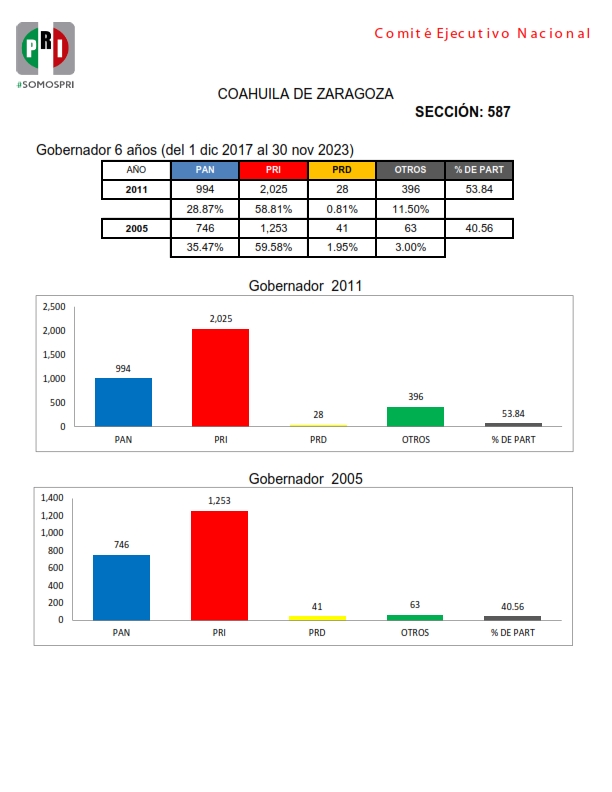 Comité Ejecutivo Nacional
PRI
#SOMOSPRI
COAHUILA DE ZARAGOZA
SECCIÓN: 587
Gobernador 6 años (del 1 dic 2017 al 30 nov 2023)
AÑO PAN PRI PRD OTROS % DE PART
2011 994 2,025 28 396 53.84
28.87% 58.81% 0.81% 11.50%
2005 746 1,253 41 63 40.56
35.47% 59.58% 1.95% 3.00%
Gobernador 2011
2,500
2,000
1,500
1,000
500
0
994 2,025 28 396 53.84
PAN PRI PRD OTROS % DE PART
Gobernador 2005
1,400
1,200
1,000
800
600
400
200
0
746 1,253 41 63 40.56
PAN PRI PRD OTROS % DE PART